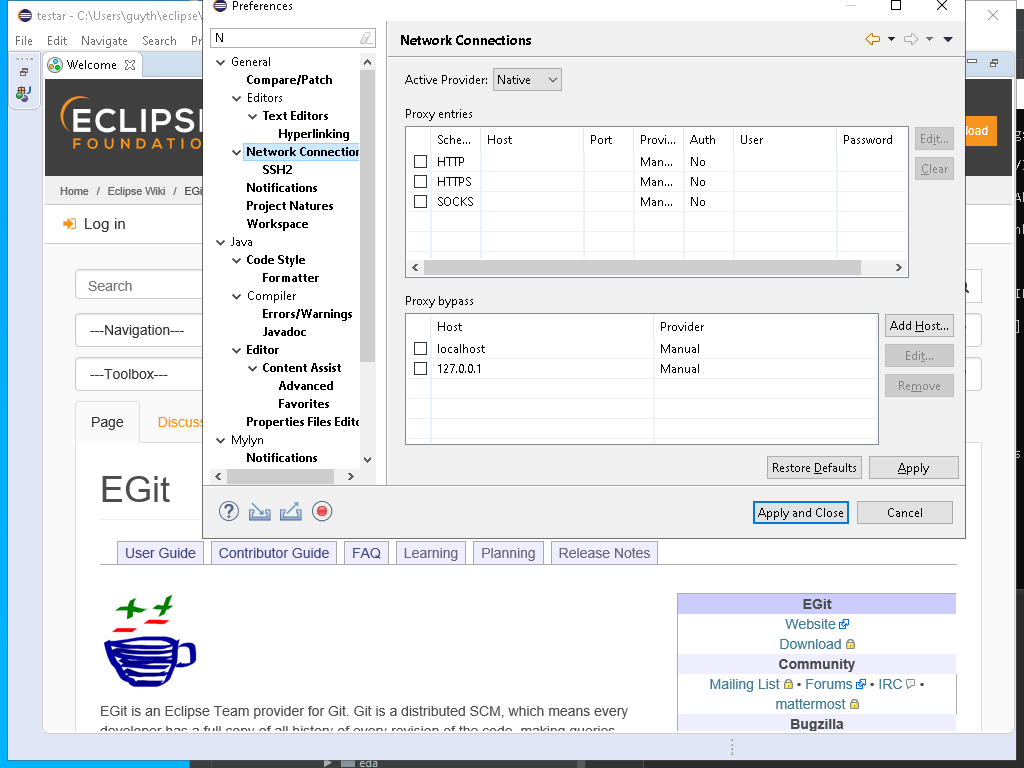 testar - C:\Users\guyth\eclipse\
File Edit Navigate Search
Welcome
ECLIPSE
FOUNDATIO
Home / Eclipse Wiki / EGi
Log in
Search
---Navigation---
---Toolbox---
Page Discuss
Preferences
N
General
Compare/Patch
Editors
Text Editors
Hyperlinking
Network Connection
SSH2
Notifications
Project Natures
Workspace
Java
Code Style
Formatter
Compiler
Errors/Warnings
Javadoc
Editor
Content Assist
Advanced
Favorites
Properties Files Edito
Mylyn
Notifications
Network Connections
Active Provider: Native
Proxy entries
Sche... Host Port Provi... Auth User Password
HTTP Man... No
HTTPS Man... No
SOCKS Man... No
Edit...
Clear
Proxy bypass
Host Provider
localhost Manual
127.0.0.1 Manual
Add Host...
Edit...
Remove
Restore Defaults Apply
Apply and Close Cancel
load
EGit
User Guide Contributor Guide FAQ Learning Planning Release Notes
EGit is an Eclipse Team provider for Git. Git is a distributed SCM, which means every
developer has a full copy of all history of every revision of the code, making queries
EGit
Website
Download
Community
Mailing List • Forums • IRC •
mattermost
Bugzilla
eda